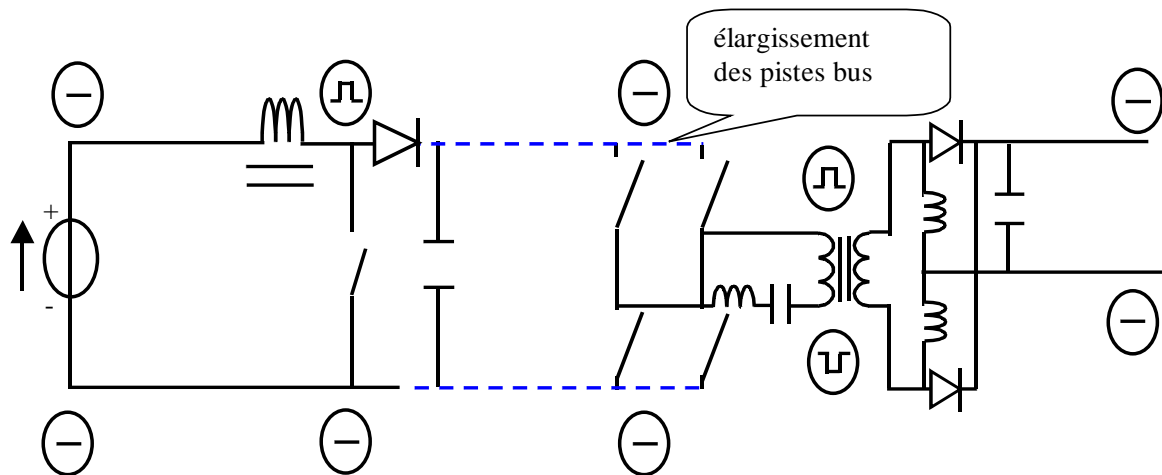 élargissement
des pistes bus
+
-